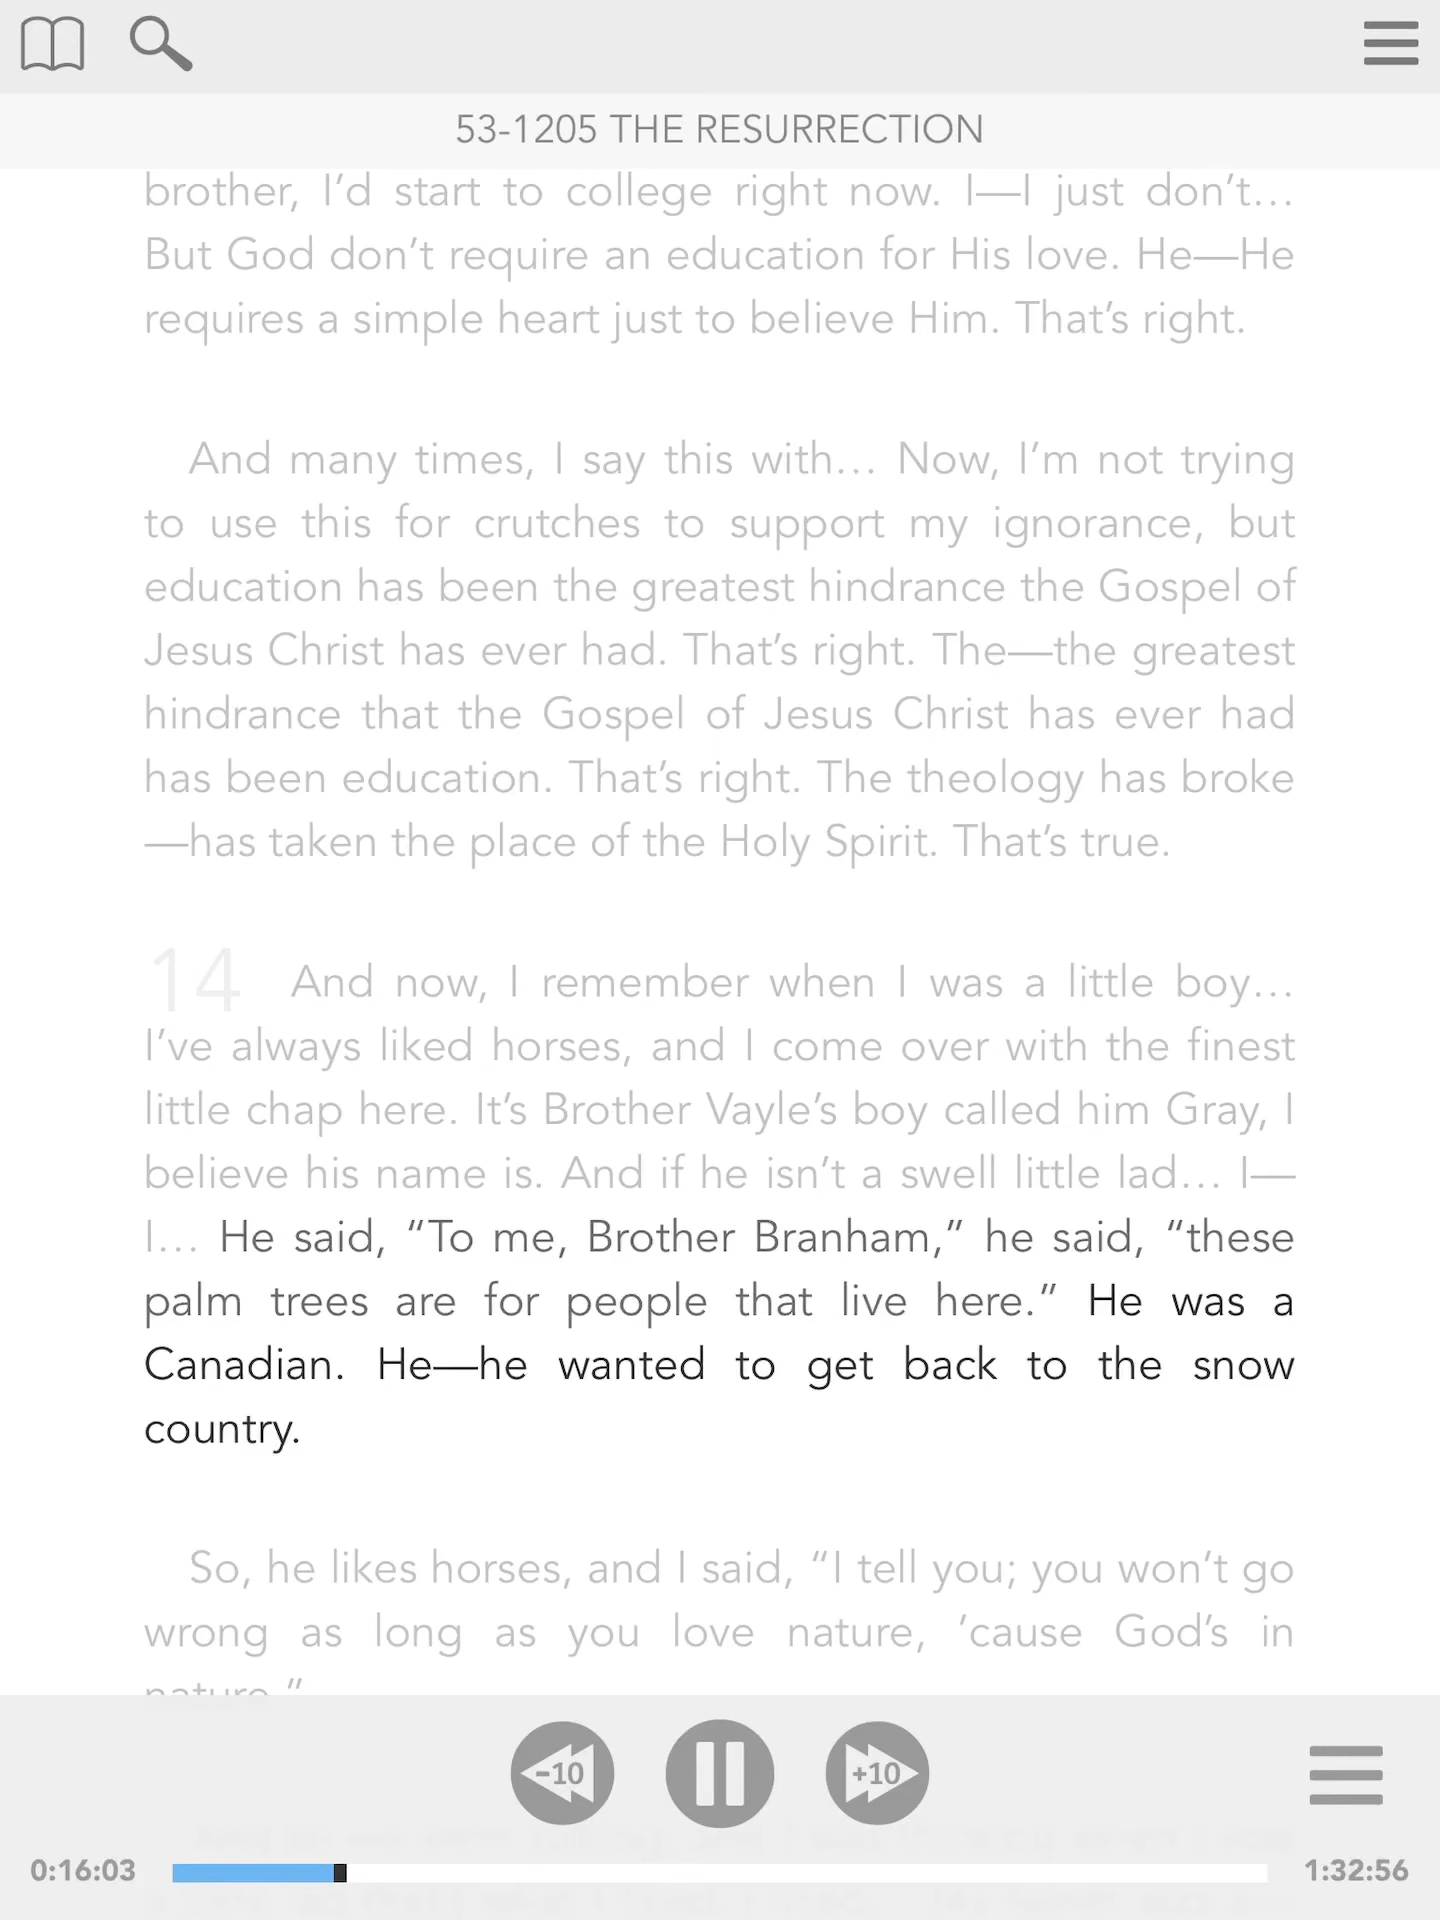 53-1205 THE RESURRECTION
brother, I’d start to college right now. I—I just don’t…
But God don’t require an education for His love. He—He
requires a simple heart just to believe Him. That’s right.
And many times, I say this with… Now, I’m not trying
to use this for crutches to support my ignorance, but
education has been the greatest hindrance the Gospel of
Jesus Christ has ever had. That’s right. The—the greatest
hindrance that the Gospel of Jesus Christ has ever had
has been education. That’s right. The theology has broke
—has taken the place of the Holy Spirit. That’s true.
14 And now, I remember when I was a little boy…
I’ve always liked horses, and I come over with the finest
little chap here. It’s Brother Vayle’s boy called him Gray, I
believe his name is. And if he isn’t a swell little lad… I—
I… He said, “To me, Brother Branham,” he said, “these
palm trees are for people that live here.” He was a
Canadian. He—he wanted to get back to the snow
country.
So, he likes horses, and I said, “I tell you; you won’t go
wrong as long as you love nature, ’cause God’s in
nature.”
-10 +10
0:16:03 1:32:56